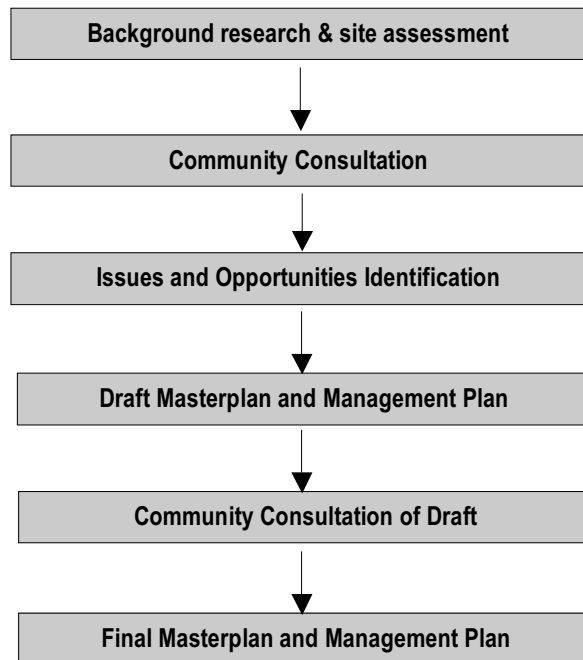 Background research & site assessment
Community Consultation
Issues and Opportunities Identification
Draft Masterplan and Management Plan
Community Consultation of Draft
Final Masterplan and Management Plan